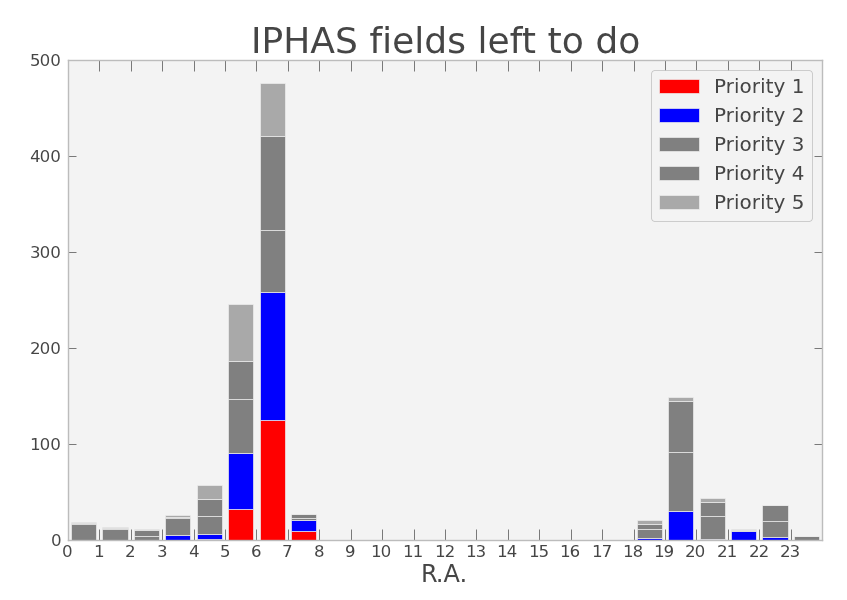 IPHAS fields left to do
500
400
300
200
100
0
Priority 1
Priority 2
Priority 3
Priority 4
Priority 5
0 1 2 3 4 5 6 7 8 9 10 11 12 13 14 15 16 17 18 19 20 21 22 23
R.A.